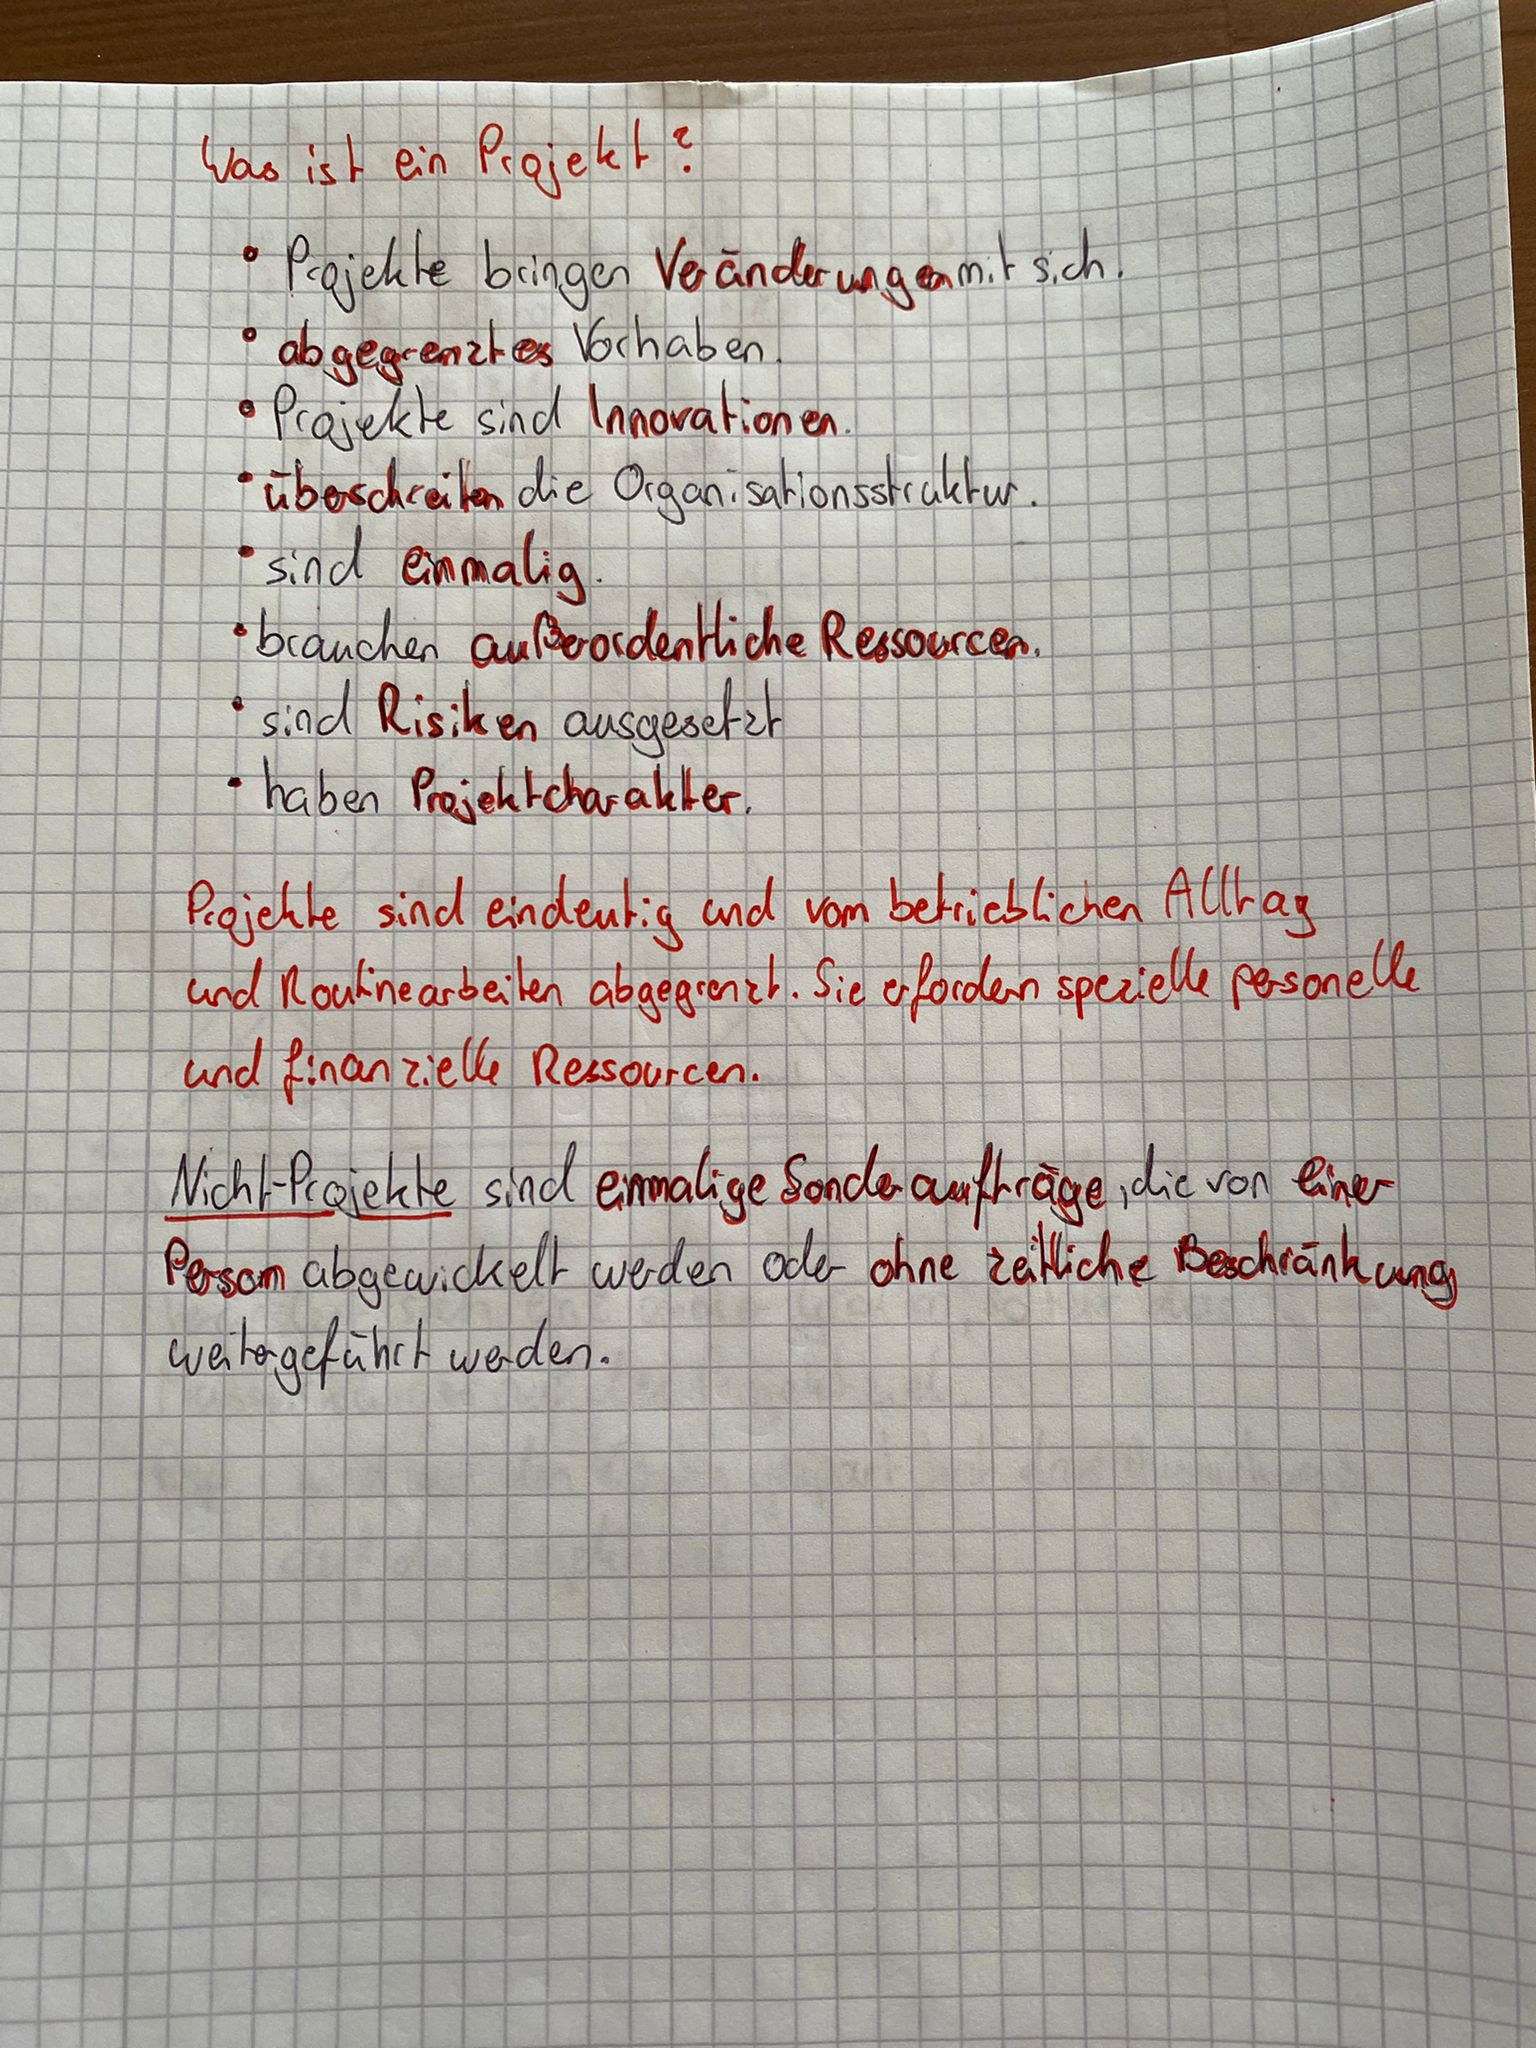 Was ist ein Projekt?
• Projekte bringen Veränderungen mit sich.
• abgegrenztes Vorhaben.
• Projekte sind Innovationen.
• überschreiten die Organisationsstruktur.
• sind einmalig.
• brauchen außerordentliche Ressourcen.
• sind Risiken ausgesetzt
• haben Projektcharakter.
Projekte sind eindeutig und vom betrieblichen Alltag
und Routinearbeiten abgegrenzt. Sie erfordern spezielle personelle
und finanzielle Ressourcen.
Nicht-Projekte sind einmalige Sonderaufträge, die von einer
Person abgewickelt werden oder ohne zeitliche Beschränkung
weitergeführt werden.